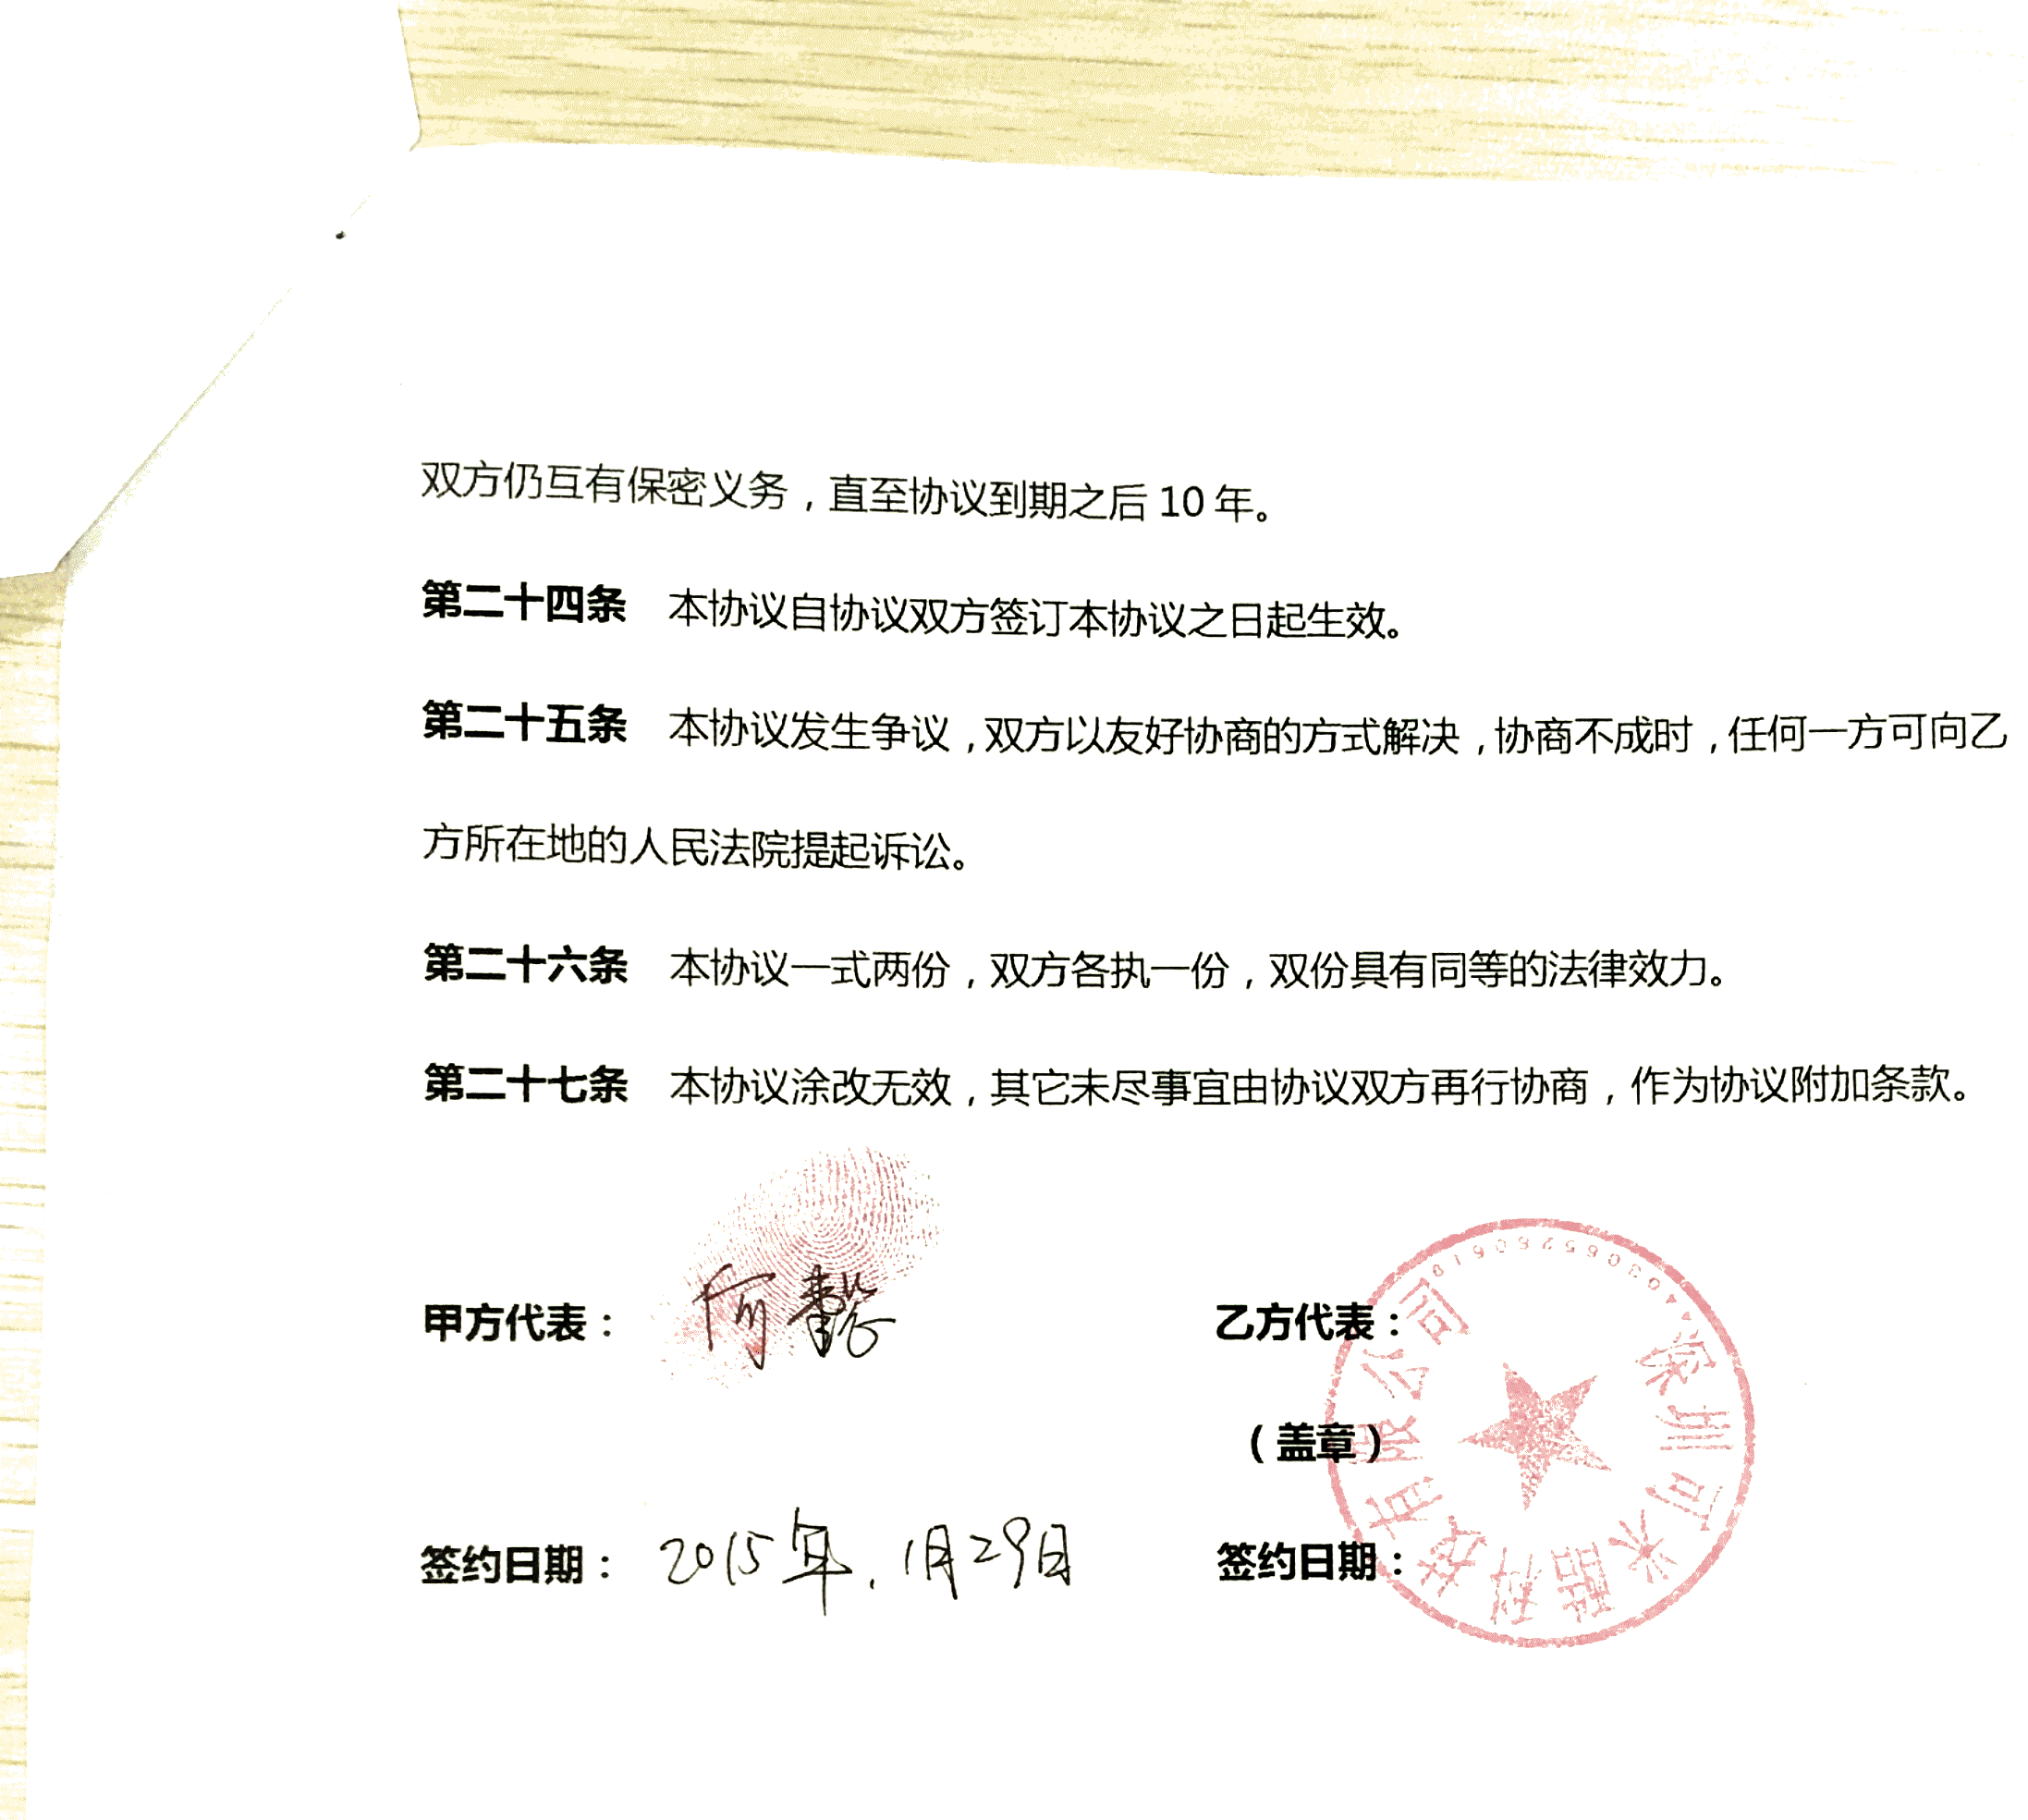 双方仍互有保密义务，直至协议到期之后 10 年。
第二十四条 本协议自协议双方签订本协议之日起生效。
第二十五条 本协议发生争议，双方以友好协商的方式解决，协商不成时，任何一方可向乙
方所在地的人民法院提起诉讼。
第二十六条 本协议一式两份，双方各执一份，双份具有同等的法律效力。
第二十七条 本协议涂改无效，其它未尽事宜由协议双方再行协商，作为协议附加条款。
甲方代表： 何
乙方代表：
（盖章）
签约日期： 2015年.1月29日
签约日期：
深圳可米酷科技有限公司